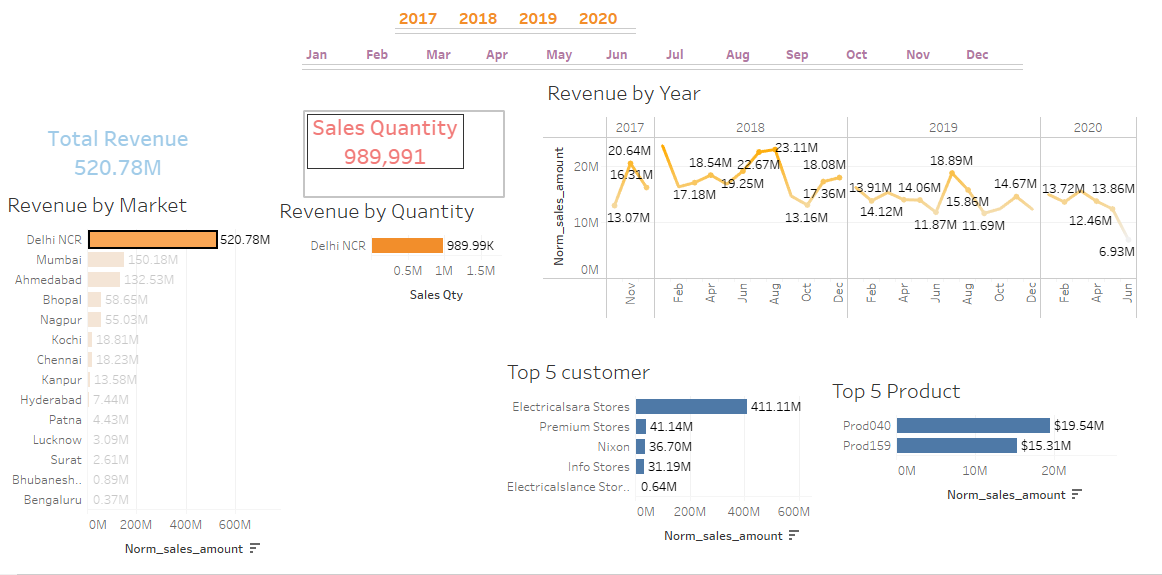 2017 2018 2019 2020
Jan Feb Mar Apr May Jun Jul Aug Sep Oct Nov Dec
Total Revenue
520.78M
Sales Quantity
989,991
Revenue by Year
2017 2018 2019 2020
Norm_sales_amount
20M
10M
0M
20.64M
16.31M
13.07M
17.18M
18.54M
19.25M
22.67M
23.11M
13.16M
17.36M
18.08M
13.91M
14.12M
14.06M
11.87M
18.89M
15.86M
11.69M
14.67M
13.72M
12.46M
13.86M
6.93M
Nov Feb Apr Jun Aug Oct Dec Feb Apr Jun Aug Oct Dec Feb Apr Jun
Revenue by Market
Delhi NCR 520.78M
Mumbai 150.18M
Ahmedabad 132.53M
Bhopal 58.65M
Nagpur 55.03M
Kochi 18.81M
Chennai 18.23M
Kanpur 13.58M
Hyderabad 7.44M
Patna 4.43M
Lucknow 3.09M
Surat 2.61M
Bhubanesh.. 0.89M
Bengaluru 0.37M
0M 200M 400M 600M
Norm_sales_amount
Revenue by Quantity
Delhi NCR 989.99K
0.5M 1M 1.5M
Sales Qty
Top 5 customer
Electricalsara Stores 411.11M
Premium Stores 41.14M
Nixon 36.70M
Info Stores 31.19M
Electricalslance Stor.. 0.64M
0M 200M 400M 600M
Norm_sales_amount
Top 5 Product
Prod040 $19.54M
Prod159 $15.31M
0M 10M 20M
Norm_sales_amount